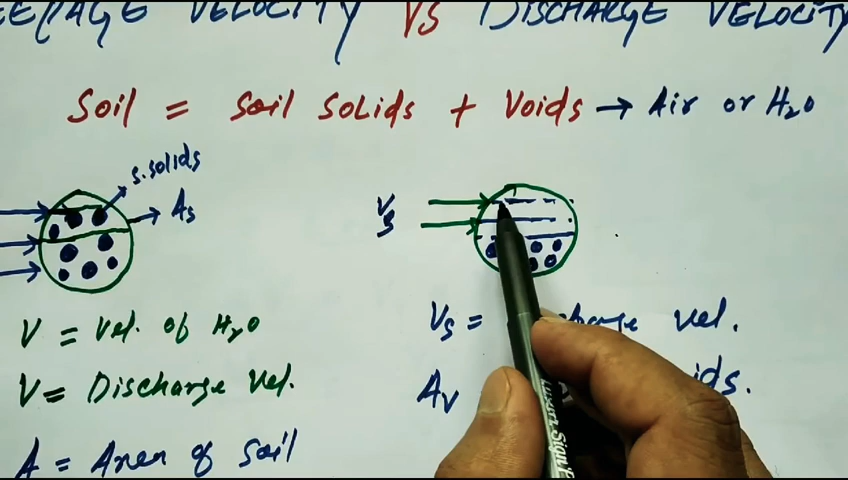 VELOCITY VS DISCHARGE VELOCITY
Soil = Soil Solids + Voids → Air or H₂O
S.solids
As
Vs
V = Vel. of H₂O
V = Discharge Vel.
A = Area of Soil
Vs = vel.
Av